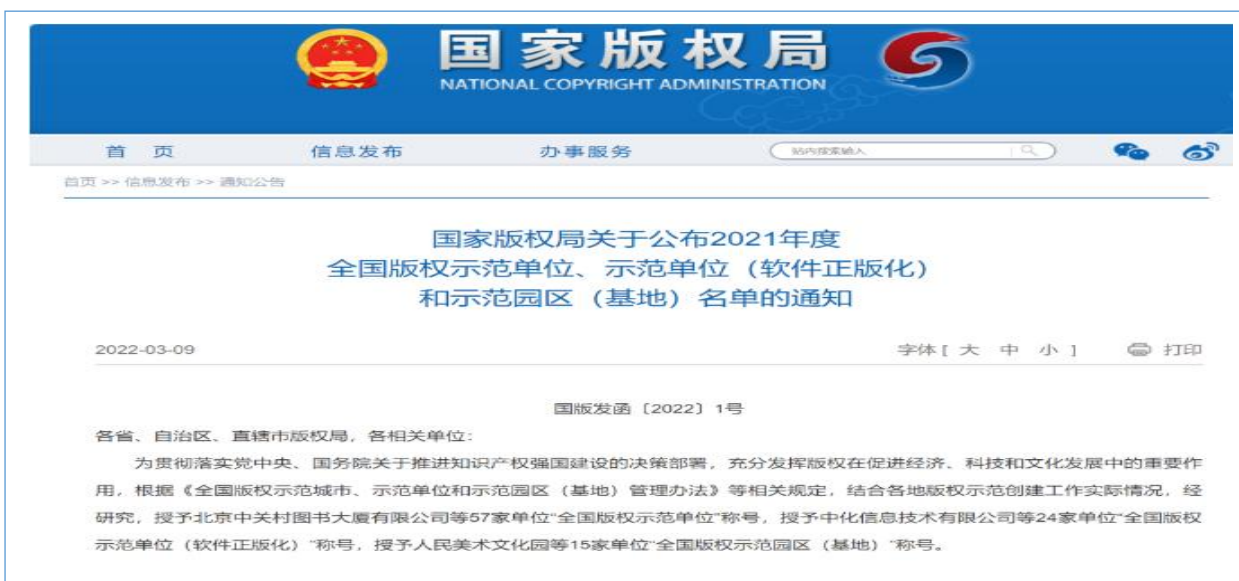 国家版权局
NATIONAL COPYRIGHT ADMINISTRATION
首 页 信息发布 办事服务 站内搜索输入
首页 >> 信息发布 >> 通知公告
国家版权局关于公布2021年度
全国版权示范单位、示范单位（软件正版化）
和示范园区（基地）名单的通知
2022-03-09 字体 [ 大 中 小 ] 打印
国版发函〔2022〕1号
各省、自治区、直辖市版权局，各相关单位：
为贯彻落实党中央、国务院关于推进知识产权强国建设的决策部署，充分发挥版权在促进经济、科技和文化发展中的重要作
用，根据《全国版权示范城市、示范单位和示范园区（基地）管理办法》等相关规定，结合各地版权示范创建工作实际情况，经
研究，授予北京中关村图书大厦有限公司等57家单位“全国版权示范单位”称号，授予中化信息技术有限公司等24家单位“全国版权
示范单位（软件正版化）”称号，授予人民美术文化园等15家单位“全国版权示范园区（基地）”称号。